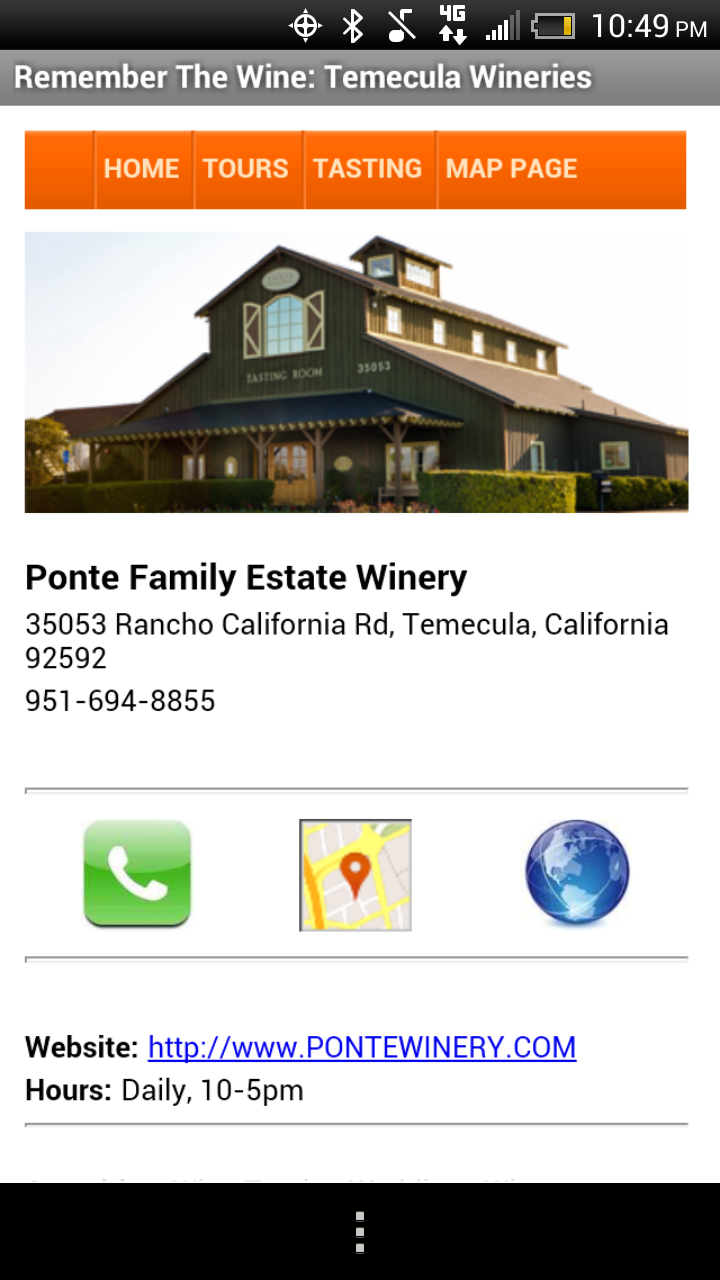 4G 10:49 PM
Remember The Wine: Temecula Wineries
HOME TOURS TASTING MAP PAGE
TASTING ROOM 35053
Ponte Family Estate Winery
35053 Rancho California Rd, Temecula, California
92592
951-694-8855
Website: http://www.PONTEWINERY.COM
Hours: Daily, 10-5pm